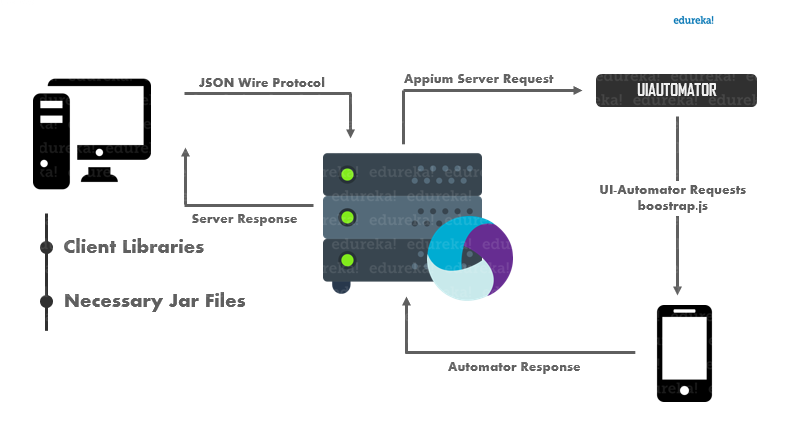 edureka!
JSON Wire Protocol
Appium Server Request
UIAUTOMATOR
UI-Automator Requests
boostrap.js
Server Response
Client Libraries
Necessary Jar Files
Automator Response